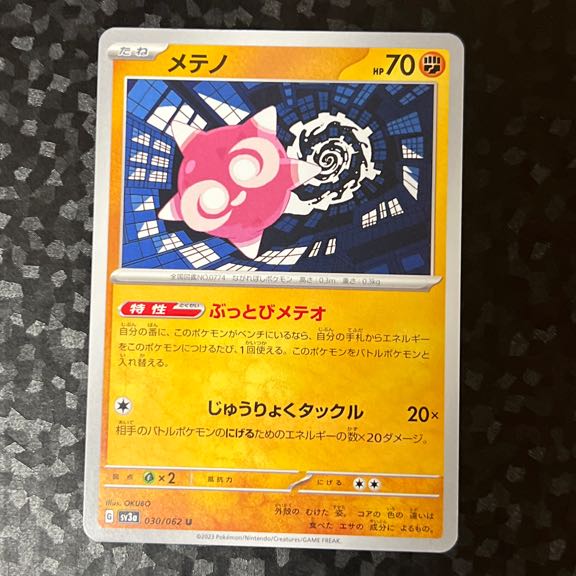 たね メテノ HP 70
全国図鑑NO.0774 ながれぼしポケモン 高さ:0.3m 重さ:0.3kg
特性 とくせい ぶっとびメテオ
自分の番に、このポケモンがベンチにいるなら、自分の手札からエネルギー
をこのポケモンにつけるたび、1回使える。このポケモンをバトルポケモンと
入れ替える。
じゅうりょくタックル 20×
相手のバトルポケモンのにげるためのエネルギーの数×20ダメージ。
弱点 ×2 抵抗力 にげる
Illus. OKUBO
外殻の むけた 姿。コアの 色の 違いは
食べた エサの 成分に よるもの。
G sv3a 030/062 U
©2023 Pokémon/Nintendo/Creatures/GAME FREAK.